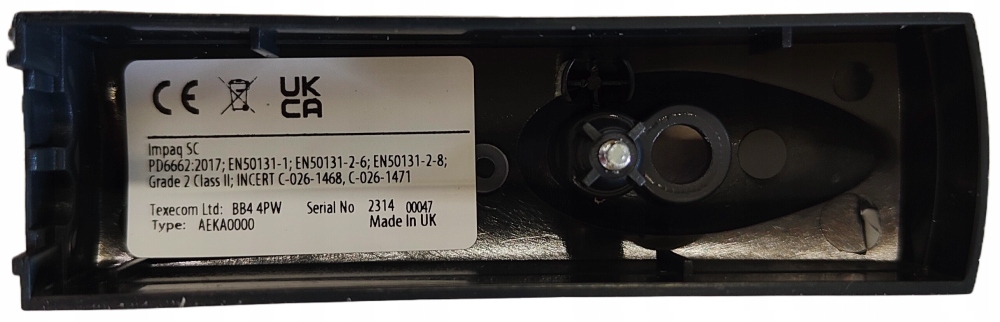 CE UK
CA
Impaq SC
PD6662:2017; EN50131-1; EN50131-2-6; EN50131-2-8;
Grade 2 Class II; INCERT C-026-1468, C-026-1471
Texecom Ltd: BB4 4PW Serial No 2314 00047
Type: AEKA0000 Made In UK